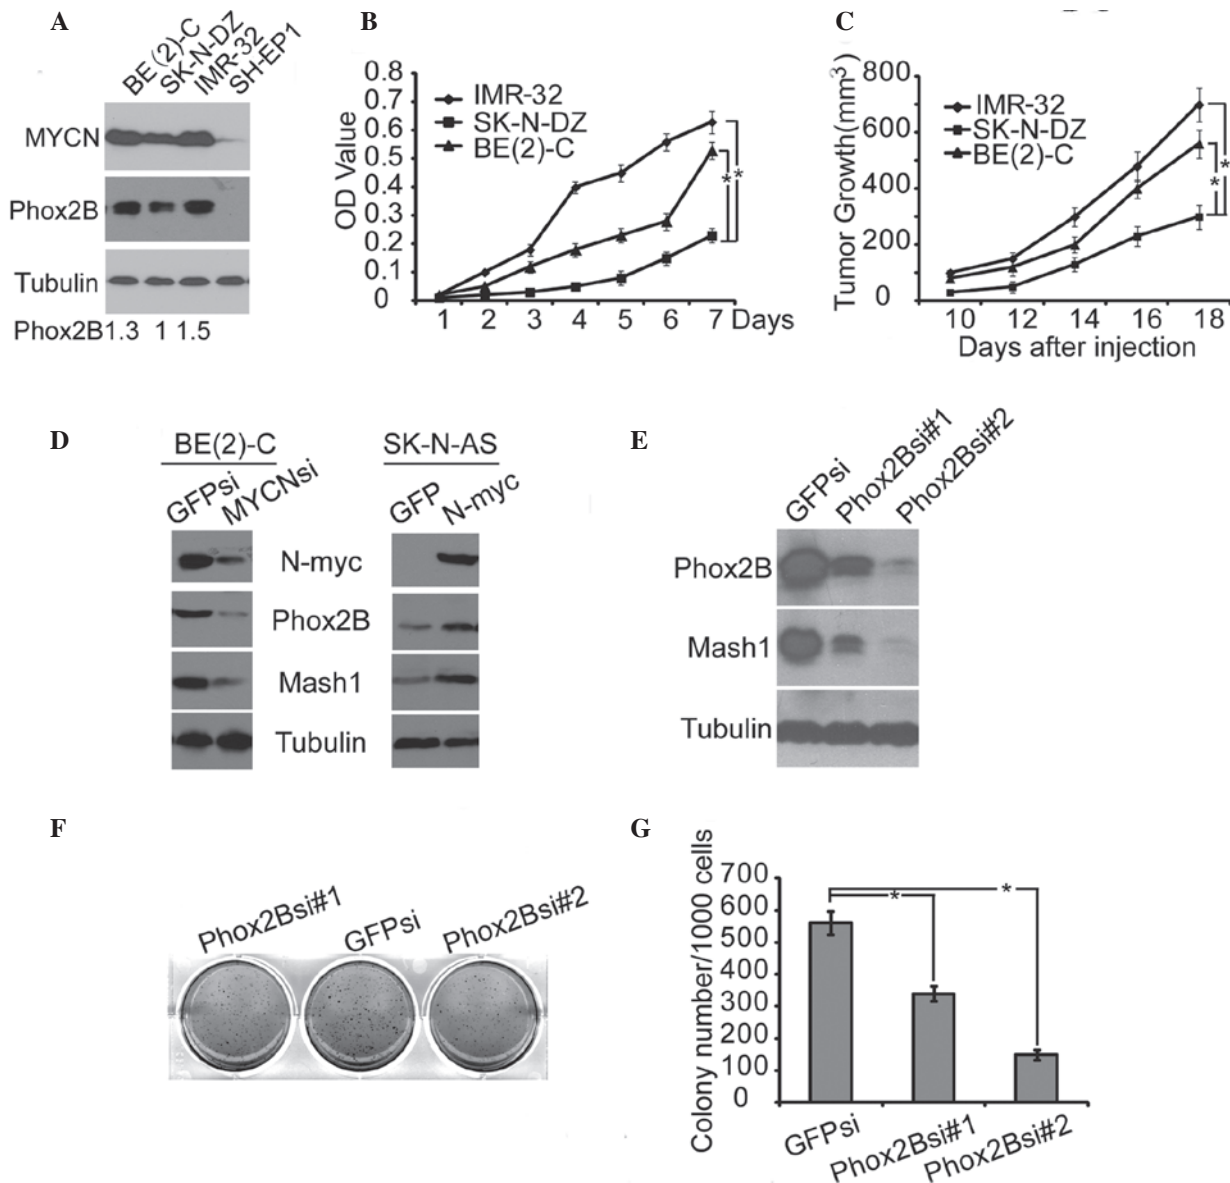 A
BE(2)-C
SK-N-DZ
IMR-32
SH-EP1
MYCN
Phox2B
Tubulin
Phox2B 1.3 1 1.5
B
OD Value
0.8
0.7
0.6
0.5
0.4
0.3
0.2
0.1
0
IMR-32
SK-N-DZ
BE(2)-C
*
*
1 2 3 4 5 6 7 Days
C
Tumor Growth(mm3)
800
600
400
200
0
IMR-32
SK-N-DZ
BE(2)-C
*
*
10 12 14 16 18
Days after injection
D
BE(2)-C
SK-N-AS
GFPsi
MYCNsi
GFP
N-myc
N-myc
Phox2B
Mash1
Tubulin
E
GFPsi
Phox2Bsi#1
Phox2Bsi#2
Phox2B
Mash1
Tubulin
F
Phox2Bsi#1
GFPsi
Phox2Bsi#2
G
Colony number/1000 cells
700
600
500
400
300
200
100
0
*
*
GFPsi
Phox2Bsi#1
Phox2Bsi#2